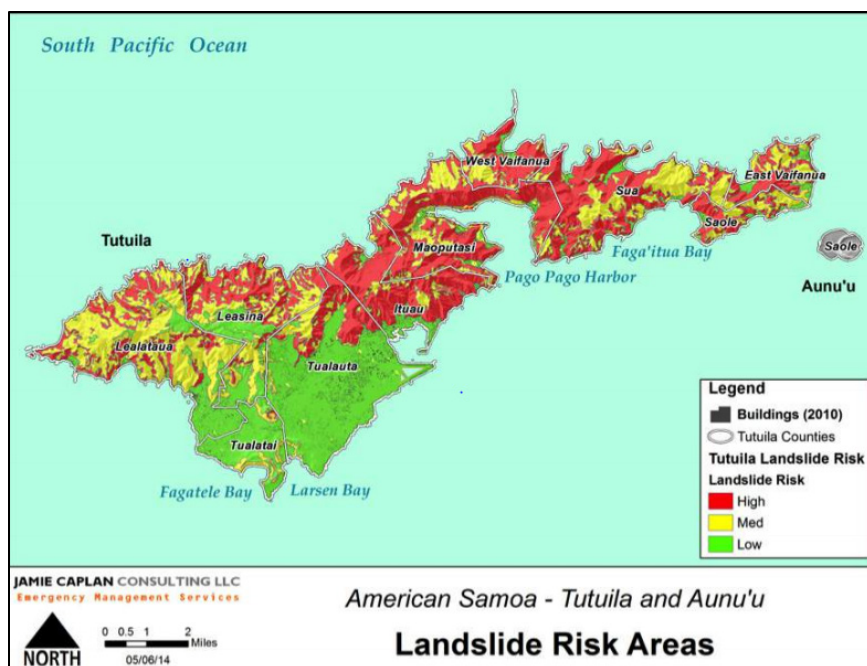 South Pacific Ocean
West Vaifanua
East Vaifanua
Sua
Saole
Tutuila
Maoputasi
Faga'itua Bay
Saole
Pago Pago Harbor
Aunu'u
Leasina
Ituau
Lealataua
Tualauta
Tualatai
Fagatele Bay
Larsen Bay
Legend
Buildings (2010)
Tutuila Counties
Tutuila Landslide Risk
Landslide Risk
High
Med
Low
JAMIE CAPLAN CONSULTING LLC
Emergency Management Services
NORTH
0 0.5 1 2
Miles
05/06/14
American Samoa - Tutuila and Aunu'u
Landslide Risk Areas